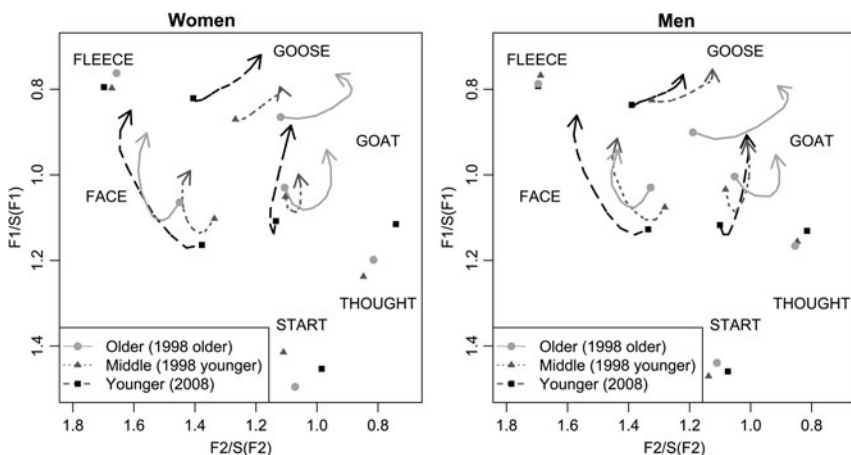 Women
FLEECE
GOOSE
GOAT
FACE
THOUGHT
START
Older (1998 older)
Middle (1998 younger)
Younger (2008)
F1/S(F1)
0.8
1.0
1.2
1.4
1.8
1.6
1.4
1.2
1.0
0.8
F2/S(F2)
Men
FLEECE
GOOSE
GOAT
FACE
THOUGHT
START
Older (1998 older)
Middle (1998 younger)
Younger (2008)
F1/S(F1)
0.8
1.0
1.2
1.4
1.8
1.6
1.4
1.2
1.0
0.8
F2/S(F2)